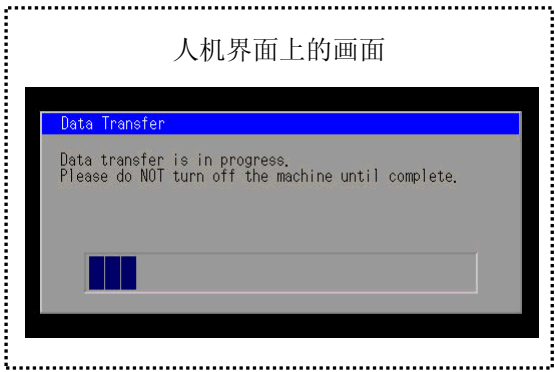 人机界面上的画面
Data Transfer
Data transfer is in progress.
Please do NOT turn off the machine until complete.